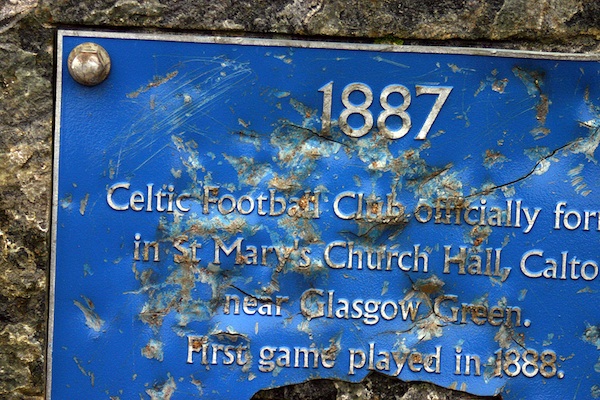 1887
Celtic Football Club officially for
in St Mary's Church Hall, Calto
near Glasgow Green.
First game played in 1888.